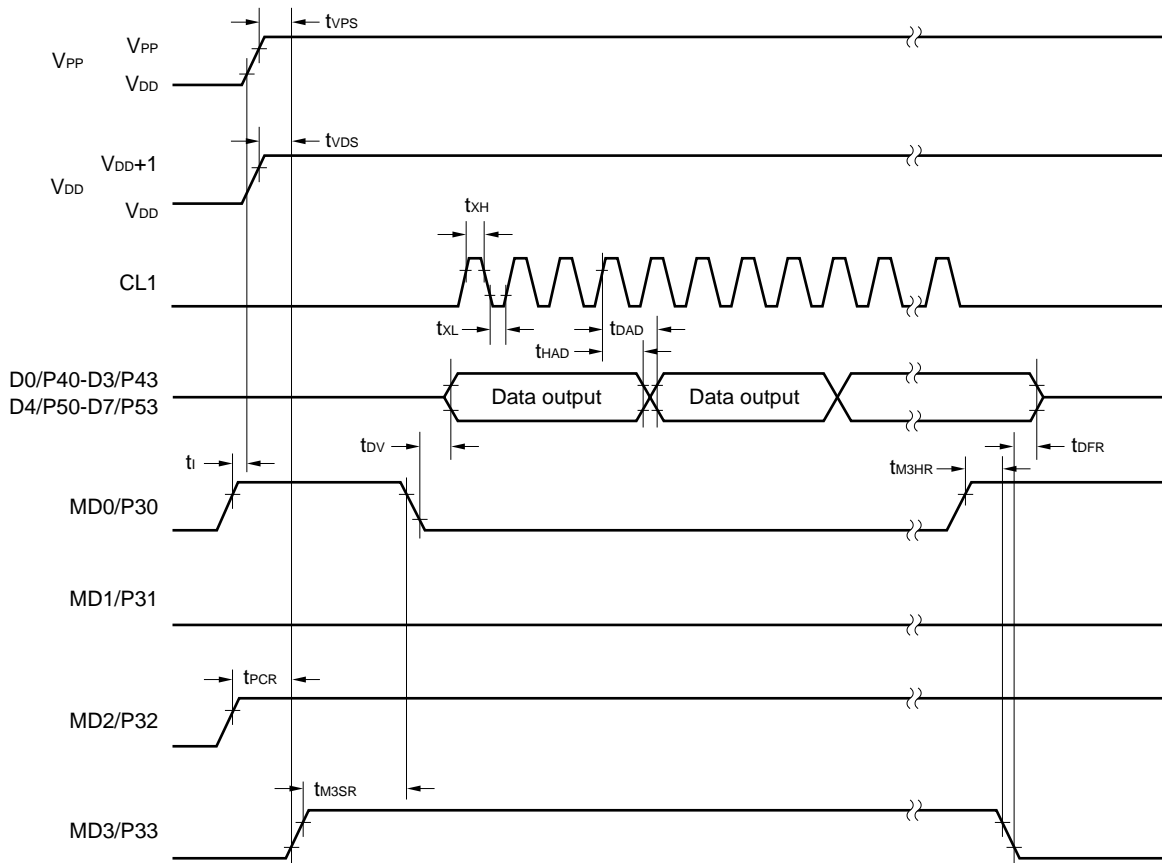 tVPS
VPP
VPP
VDD
tVDS
VDD+1
VDD
VDD
tXH
CL1
tXL
tDAD
tHAD
D0/P40-D3/P43
D4/P50-D7/P53
Data output
Data output
tDV
tDFR
tI
tM3HR
MD0/P30
MD1/P31
tPCR
MD2/P32
tM3SR
MD3/P33